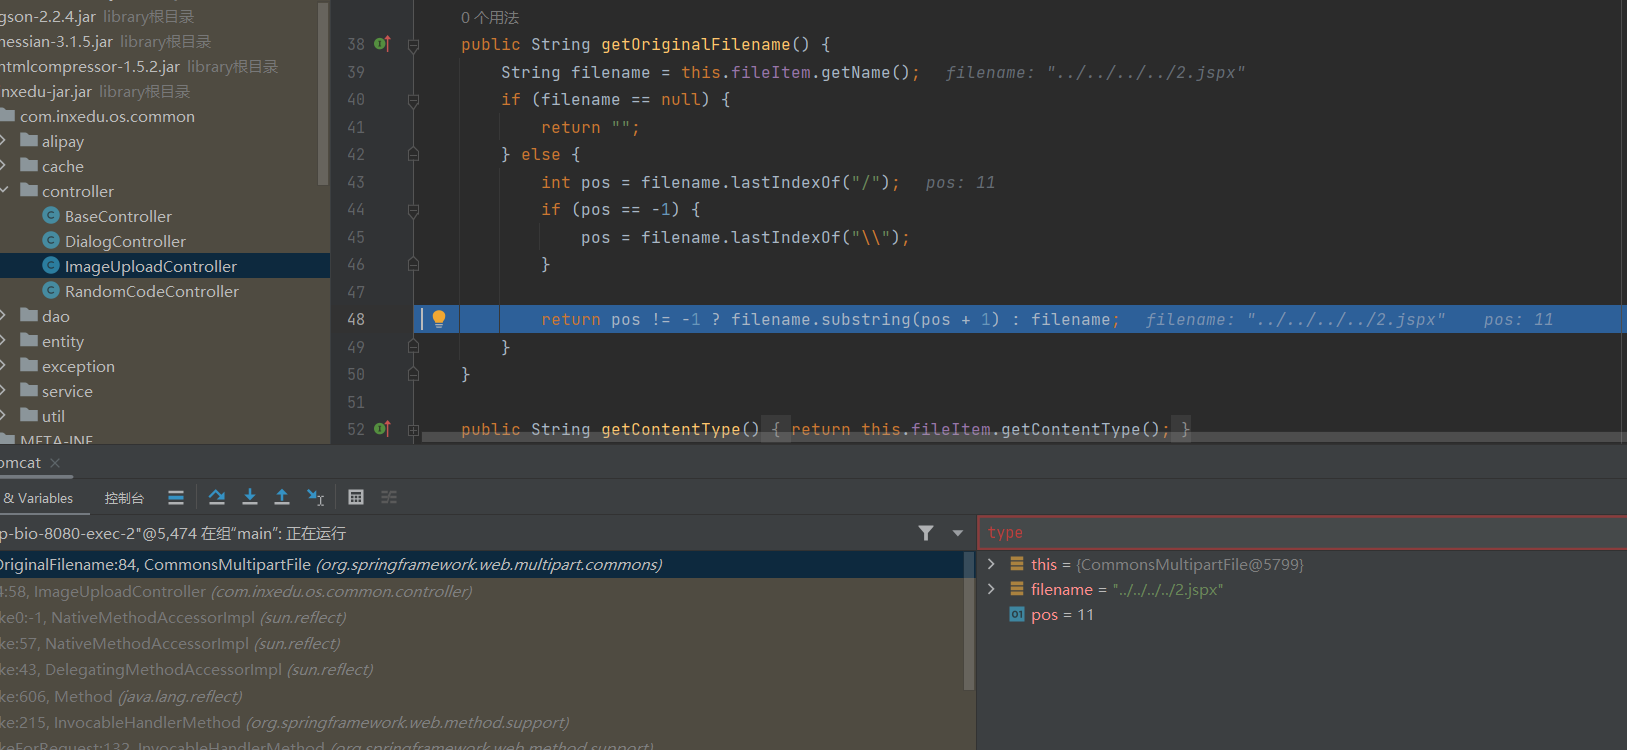 gson-2.2.4.jar library根目录
hessian-3.1.5.jar library根目录
htmlcompressor-1.5.2.jar library根目录
inxedu-jar.jar library根目录
com.inxedu.os.common
alipay
cache
controller
BaseController
DialogController
ImageUploadController
RandomCodeController
dao
entity
exception
service
util
META-INF
0 个用法
38 public String getOriginalFilename() {
39 String filename = this.fileItem.getName(); filename: "../../../../2.jspx"
40 if (filename == null) {
41 return "";
42 } else {
43 int pos = filename.lastIndexOf("/"); pos: 11
44 if (pos == -1) {
45 pos = filename.lastIndexOf("\\");
46 }
47
48 return pos != -1 ? filename.substring(pos + 1) : filename; filename: "../../../../2.jspx" pos: 11
49 }
50 }
51
52 public String getContentType() { return this.fileItem.getContentType(); }
omcat
& Variables 控制台
p-bio-8080-exec-2"@5,474 在组"main": 正在运行
OriginalFilename:84, CommonsMultipartFile (org.springframework.web.multipart.commons)
4:58, ImageUploadController (com.inxedu.os.common.controller)
ke0:-1, NativeMethodAccessorImpl (sun.reflect)
ke:57, NativeMethodAccessorImpl (sun.reflect)
ke:43, DelegatingMethodAccessorImpl (sun.reflect)
ke:606, Method (java.lang.reflect)
ke:215, InvocableHandlerMethod (org.springframework.web.method.support)
keForRequest:132, InvocableHandlerMethod (org.springframework.web.method.support)
type
this = {CommonsMultipartFile@5799}
filename = "../../../../2.jspx"
01 pos = 11